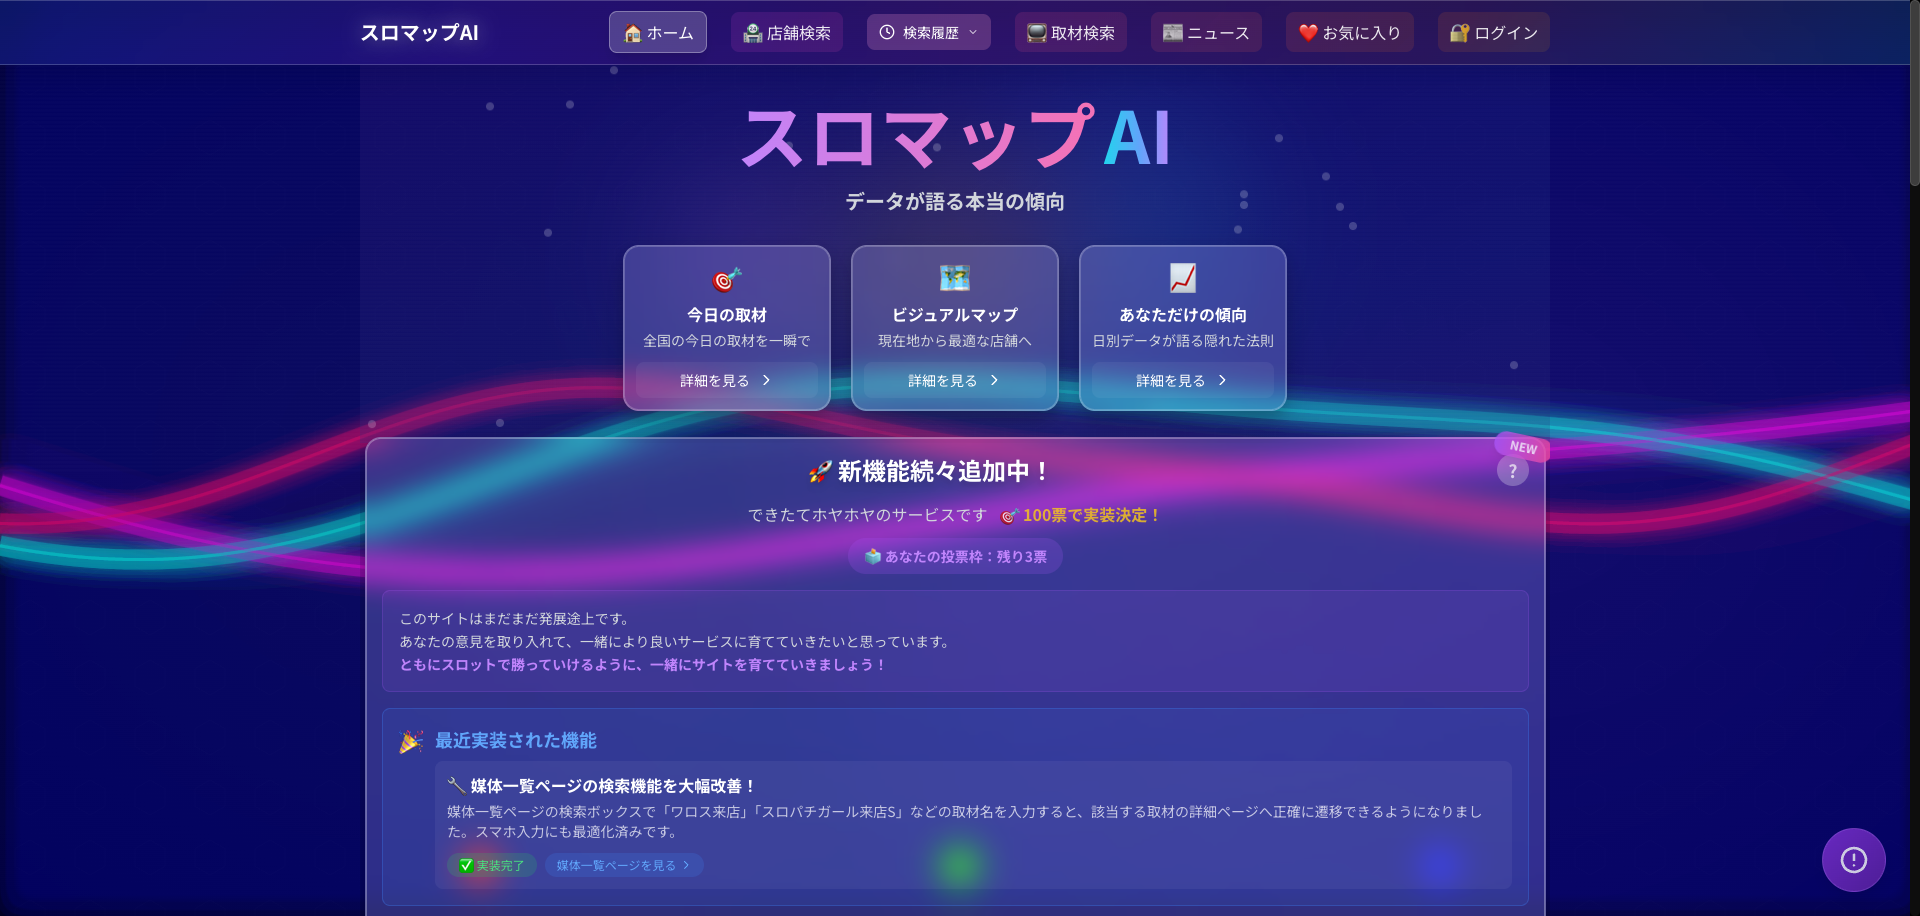 スロマップAI
ホーム
店舗検索
検索履歴
取材検索
ニュース
お気に入り
ログイン
スロマップAI
データが語る本当の傾向
今日の取材
全国の今日の取材を一瞬で
詳細を見る
ビジュアルマップ
現在地から最適な店舗へ
詳細を見る
あなただけの傾向
日別データが語る隠れた法則
詳細を見る
NEW
?
新機能続々追加中！
できたてホヤホヤのサービスです 100票で実装決定！
あなたの投票枠：残り3票
このサイトはまだまだ発展途上です。
あなたの意見を取り入れて、一緒により良いサービスに育てていきたいと思っています。
ともにスロットで勝っていけるように、一緒にサイトを育てていきましょう！
最近実装された機能
媒体一覧ページの検索機能を大幅改善！
媒体一覧ページの検索ボックスで「ワロス来店」「スロパチガール来店S」などの取材名を入力すると、該当する取材の詳細ページへ正確に遷移できるようになりまし
た。スマホ入力にも最適化済みです。
実装完了
媒体一覧ページを見る